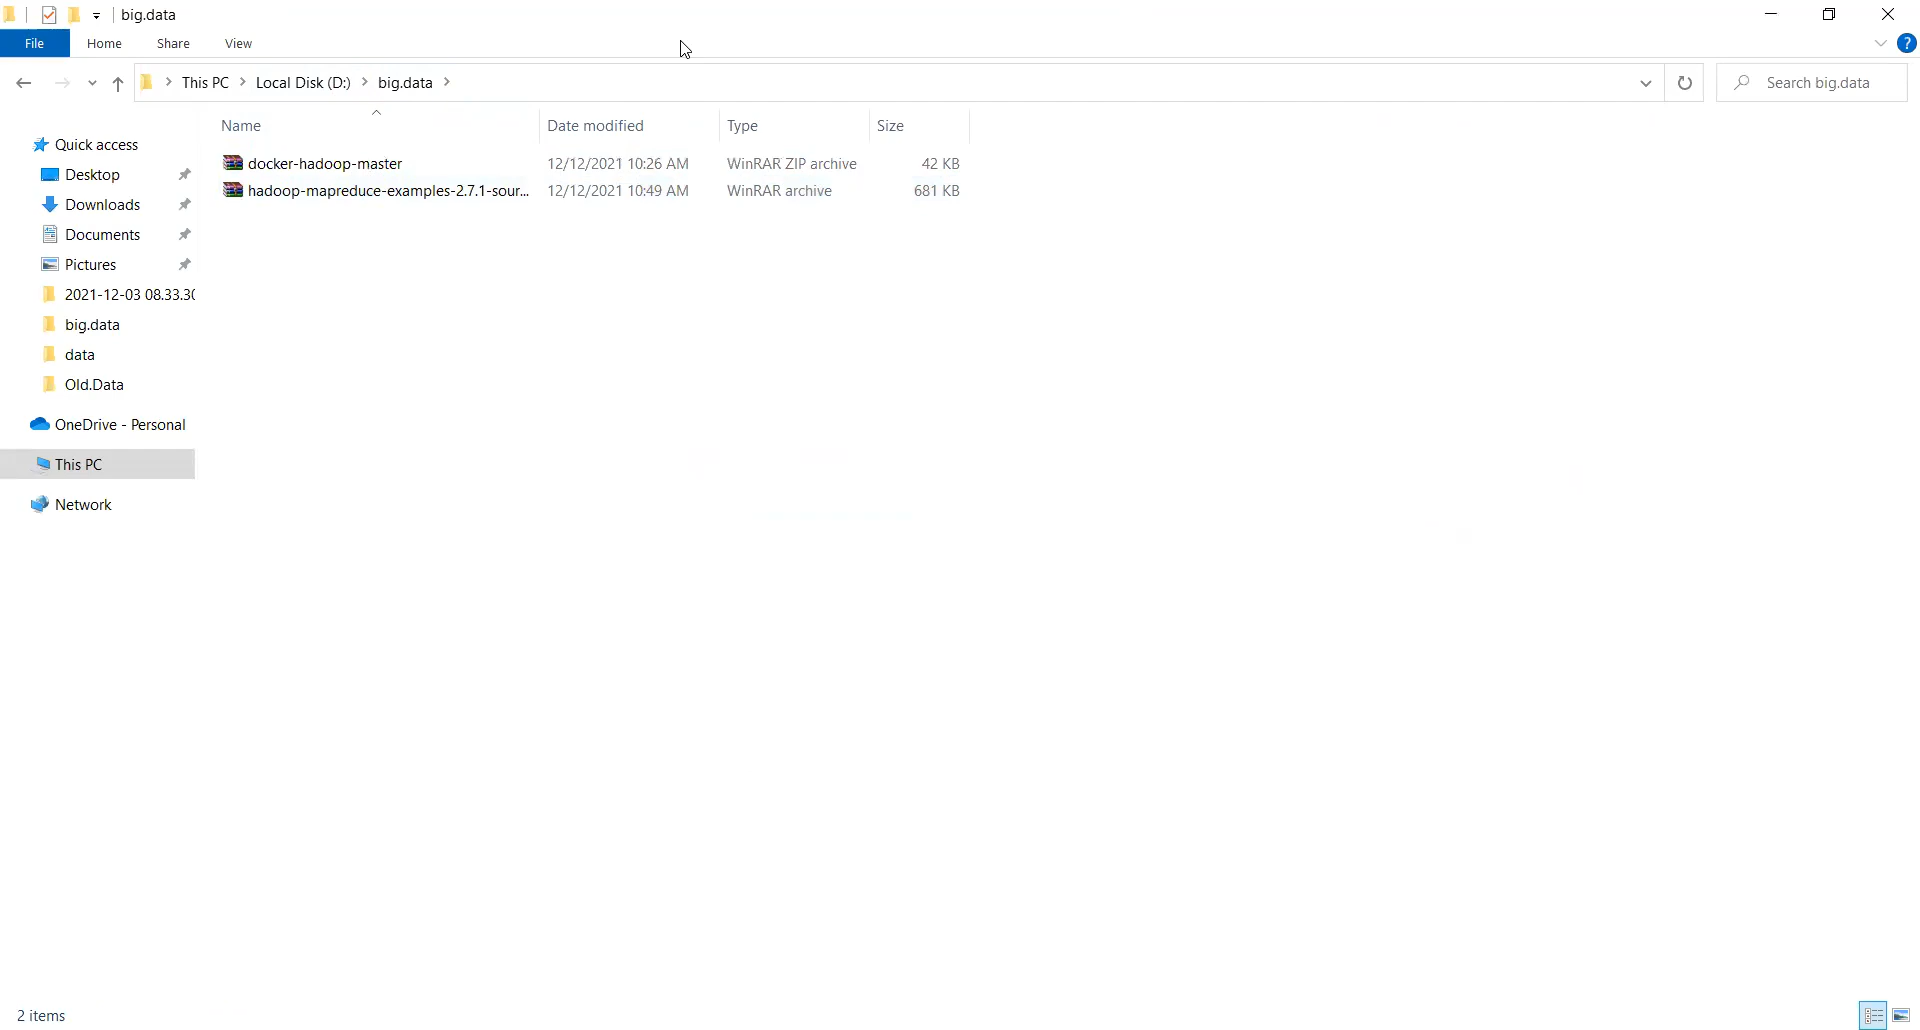 big.data
File Home Share View ?
This PC Local Disk (D:) big.data Search big.data
Name Date modified Type Size
Quick access
Desktop
Downloads
Documents
Pictures
2021-12-03 08.33.30
big.data
data
Old.Data
OneDrive - Personal
This PC
Network
docker-hadoop-master 12/12/2021 10:26 AM WinRAR ZIP archive 42 KB
hadoop-mapreduce-examples-2.7.1-sour... 12/12/2021 10:49 AM WinRAR archive 681 KB
2 items